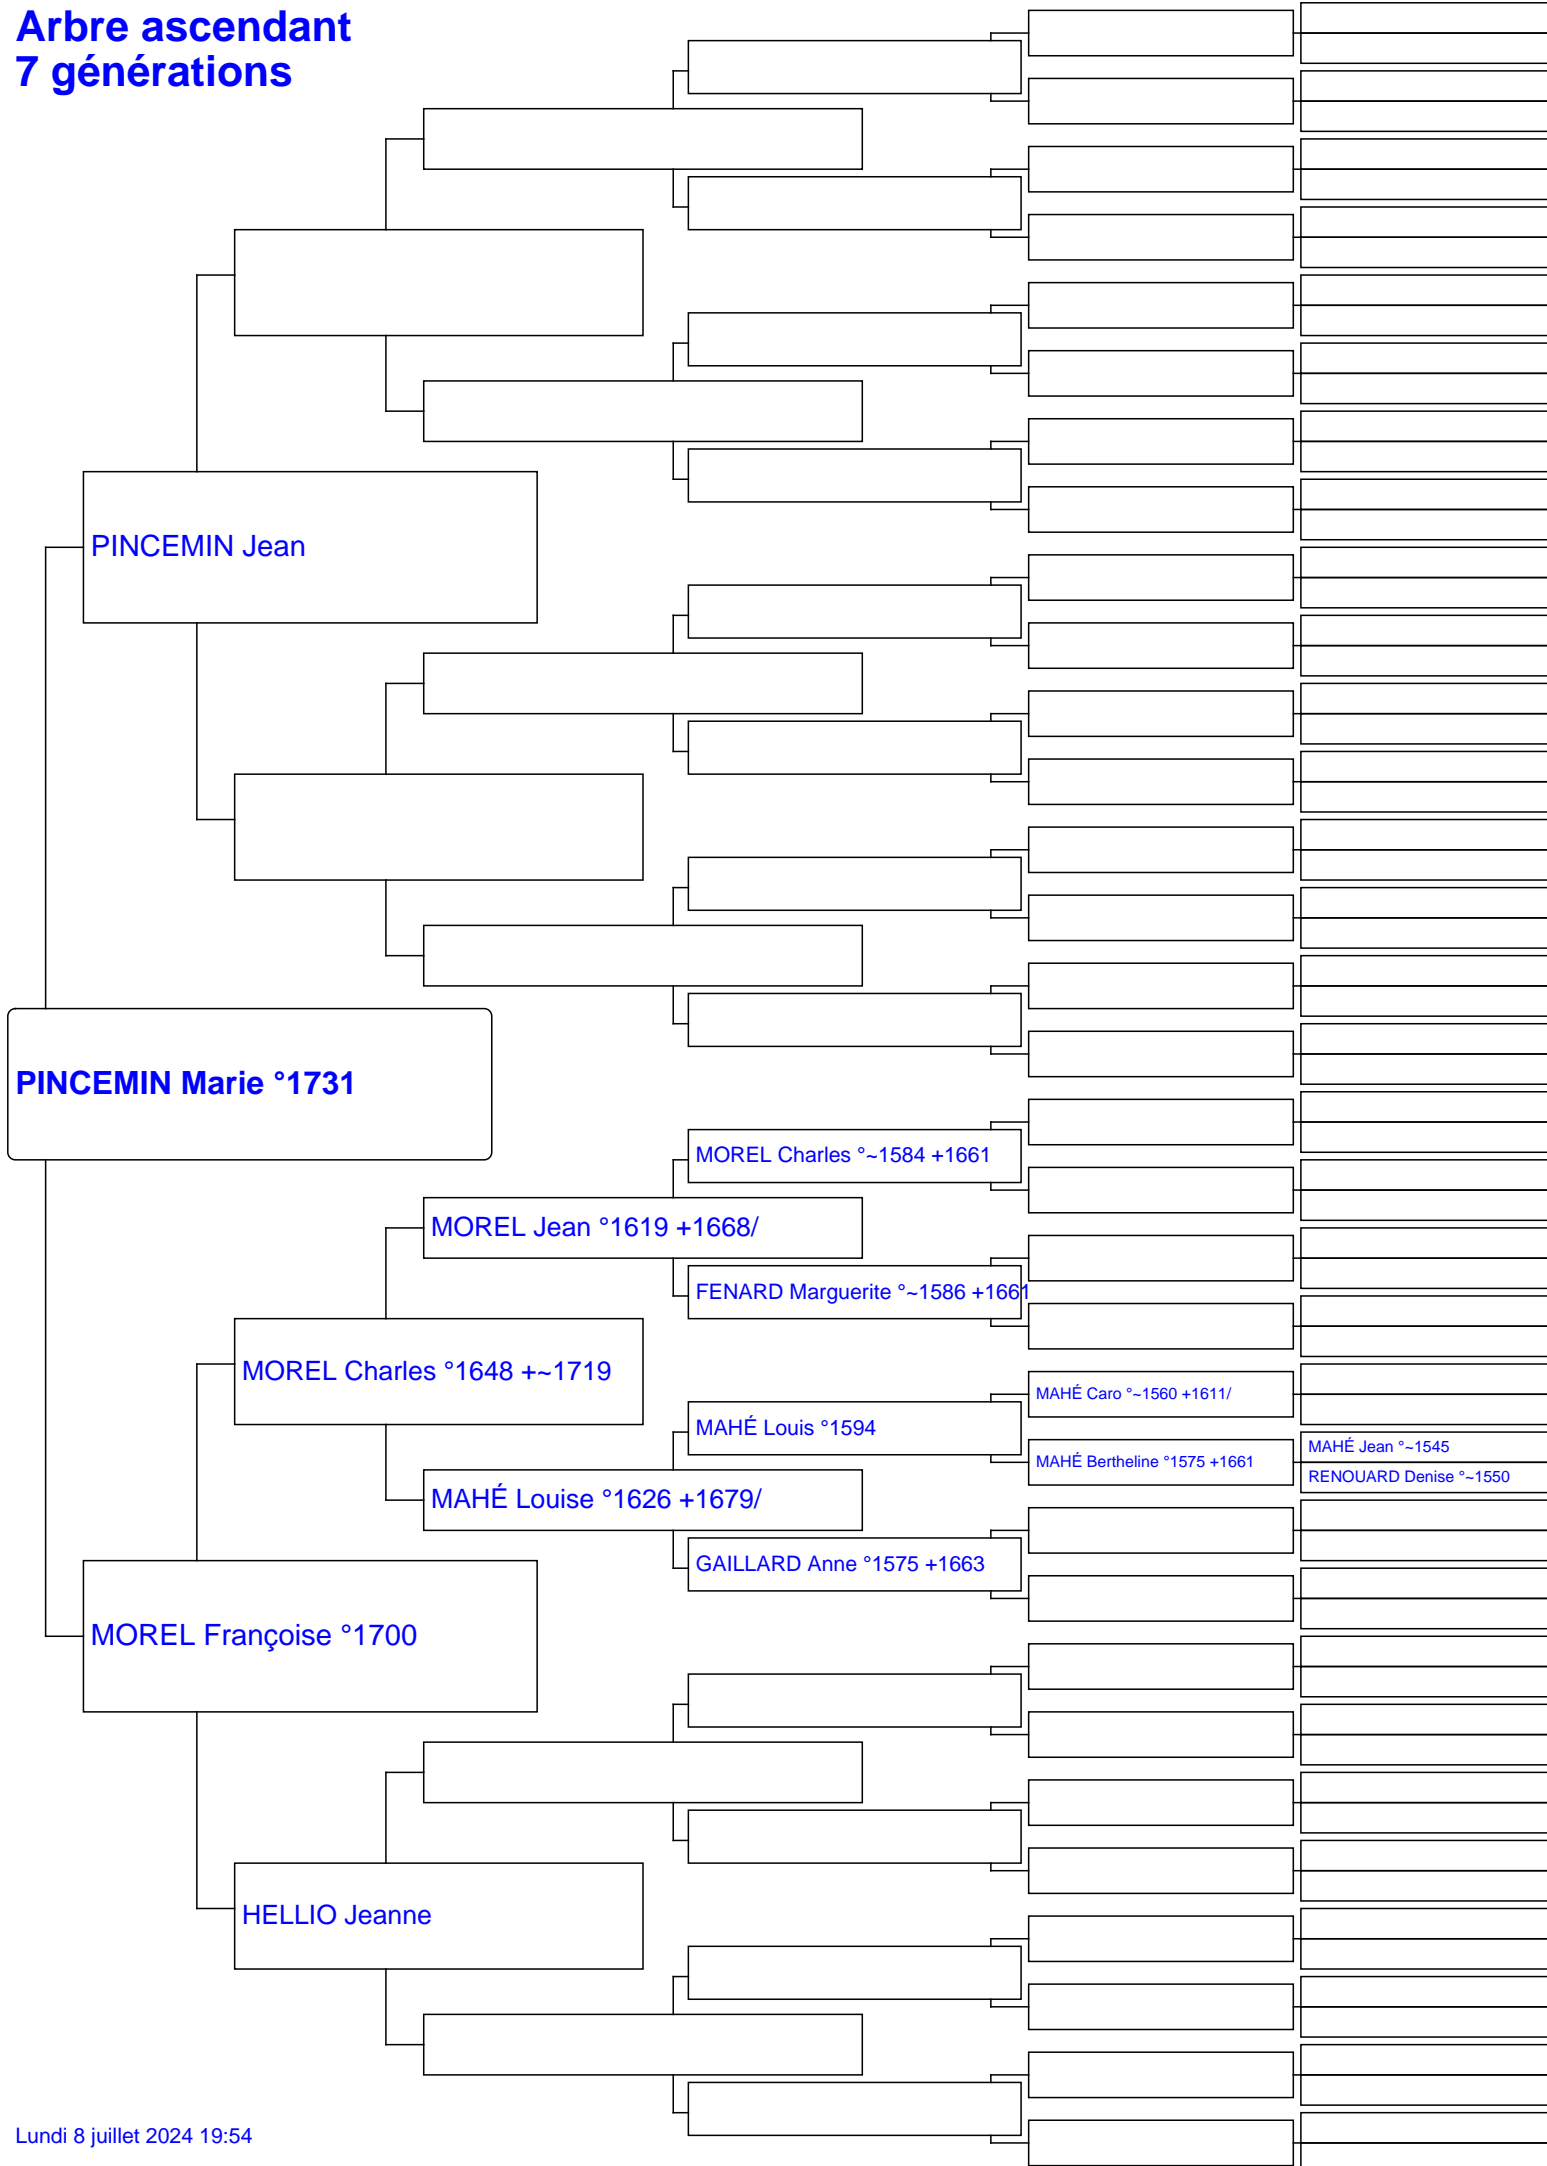 Arbre ascendant
7 générations
PINCEMIN Jean
PINCEMIN Marie °1731
MOREL Charles °~1584 +1661
MOREL Jean °1619 +1668/
FENARD Marguerite °~1586 +1661
MOREL Charles °1648 +~1719
MAHÉ Caro °~1560 +1611/
MAHÉ Louis °1594
MAHÉ Jean °~1545
MAHÉ Bertheline °1575 +1661
RENOUARD Denise °~1550
MAHÉ Louise °1626 +1679/
GAILLARD Anne °1575 +1663
MOREL Françoise °1700
HELLIO Jeanne
Lundi 8 juillet 2024 19:54